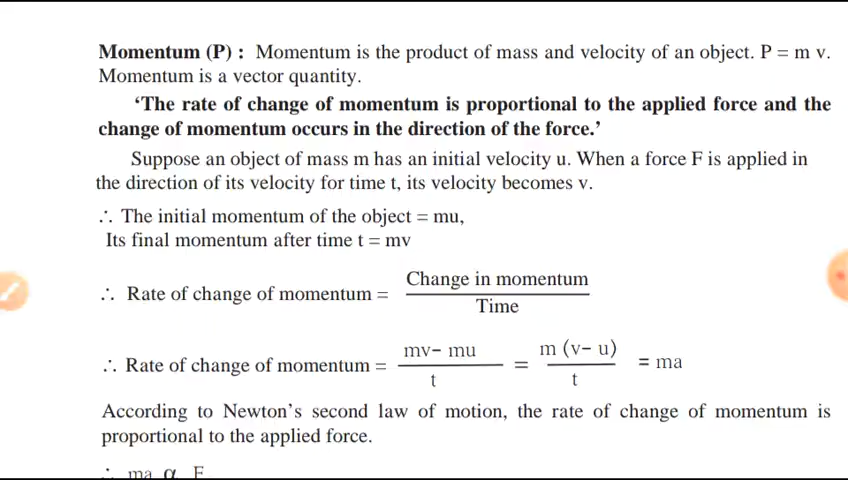 Momentum (P) : Momentum is the product of mass and velocity of an object. P = m v.
Momentum is a vector quantity.
‘The rate of change of momentum is proportional to the applied force and the
change of momentum occurs in the direction of the force.’
Suppose an object of mass m has an initial velocity u. When a force F is applied in
the direction of its velocity for time t, its velocity becomes v.
∴ The initial momentum of the object = mu,
Its final momentum after time t = mv
∴ Rate of change of momentum = Change in momentum / Time
∴ Rate of change of momentum = mv– mu / t = m (v– u) / t = ma
According to Newton’s second law of motion, the rate of change of momentum is
proportional to the applied force.
∴ ma α F